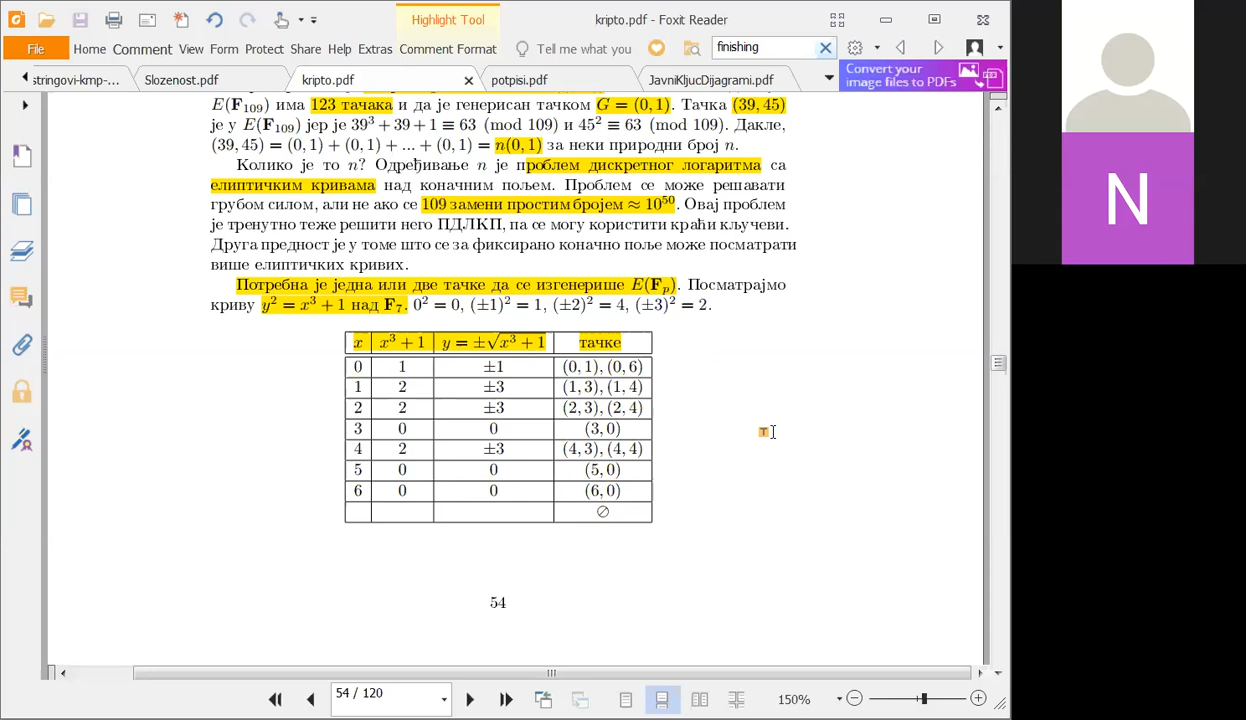 Highlight Tool
kripto.pdf - Foxit Reader
File Home Comment View Form Protect Share Help Extras Comment Format Tell me what you finishing
stringovi-kmp-... Slozenost.pdf kripto.pdf potpisi.pdf JavniKljucDijagrami.pdf Convert your image files to PDFs
E(F₁₀₉) има 123 тачака и да је генерисан тачком G = (0, 1). Тачка (39, 45)
је у E(F₁₀₉) јер је 39³ + 39 + 1 ≡ 63 (mod 109) и 45² ≡ 63 (mod 109). Дакле,
(39, 45) = (0, 1) + (0, 1) + ... + (0, 1) = n(0, 1) за неки природни број n.
Колико је то n? Одређивање n је проблем дискретног логаритма са
елиптичким кривама над коначним пољем. Проблем се може решавати
грубом силом, али не ако се 109 замени простим бројем ≈ 10⁵⁰. Овај проблем
је тренутно теже решити него ПДЛКП, па се могу користити краћи кључеви.
Друга предност је у томе што се за фиксирано коначно поље може посматрати
више елиптичких кривих.
Потребна је једна или две тачке да се изгенерише E(Fₚ). Посматрајмо
криву y² = x³ + 1 над F₇. 0² = 0, (±1)² = 1, (±2)² = 4, (±3)² = 2.
x x³ + 1 y = ±√x³ + 1 тачке
0 1 ±1 (0, 1), (0, 6)
1 2 ±3 (1, 3), (1, 4)
2 2 ±3 (2, 3), (2, 4)
3 0 0 (3, 0)
4 2 ±3 (4, 3), (4, 4)
5 0 0 (5, 0)
6 0 0 (6, 0)
∅
54
54 / 120 150%
N